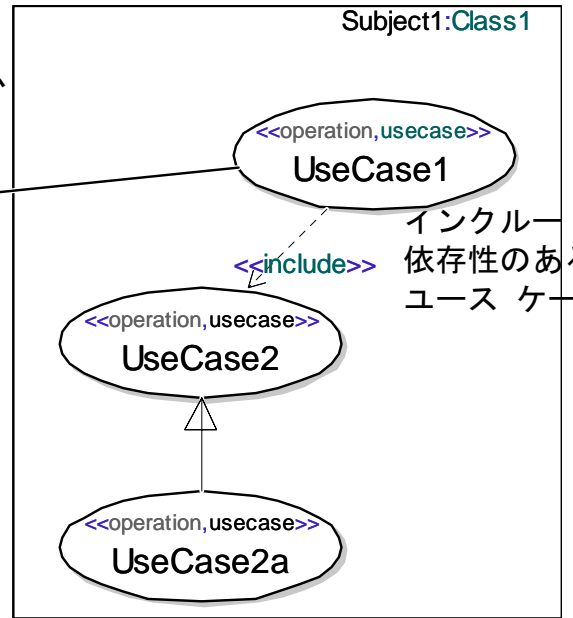 Subject1:Class1
<<operation,usecase>>
UseCase1
インクルー
依存性のある
ユース ケー
<<include>>
<<operation,usecase>>
UseCase2
<<operation,usecase>>
UseCase2a